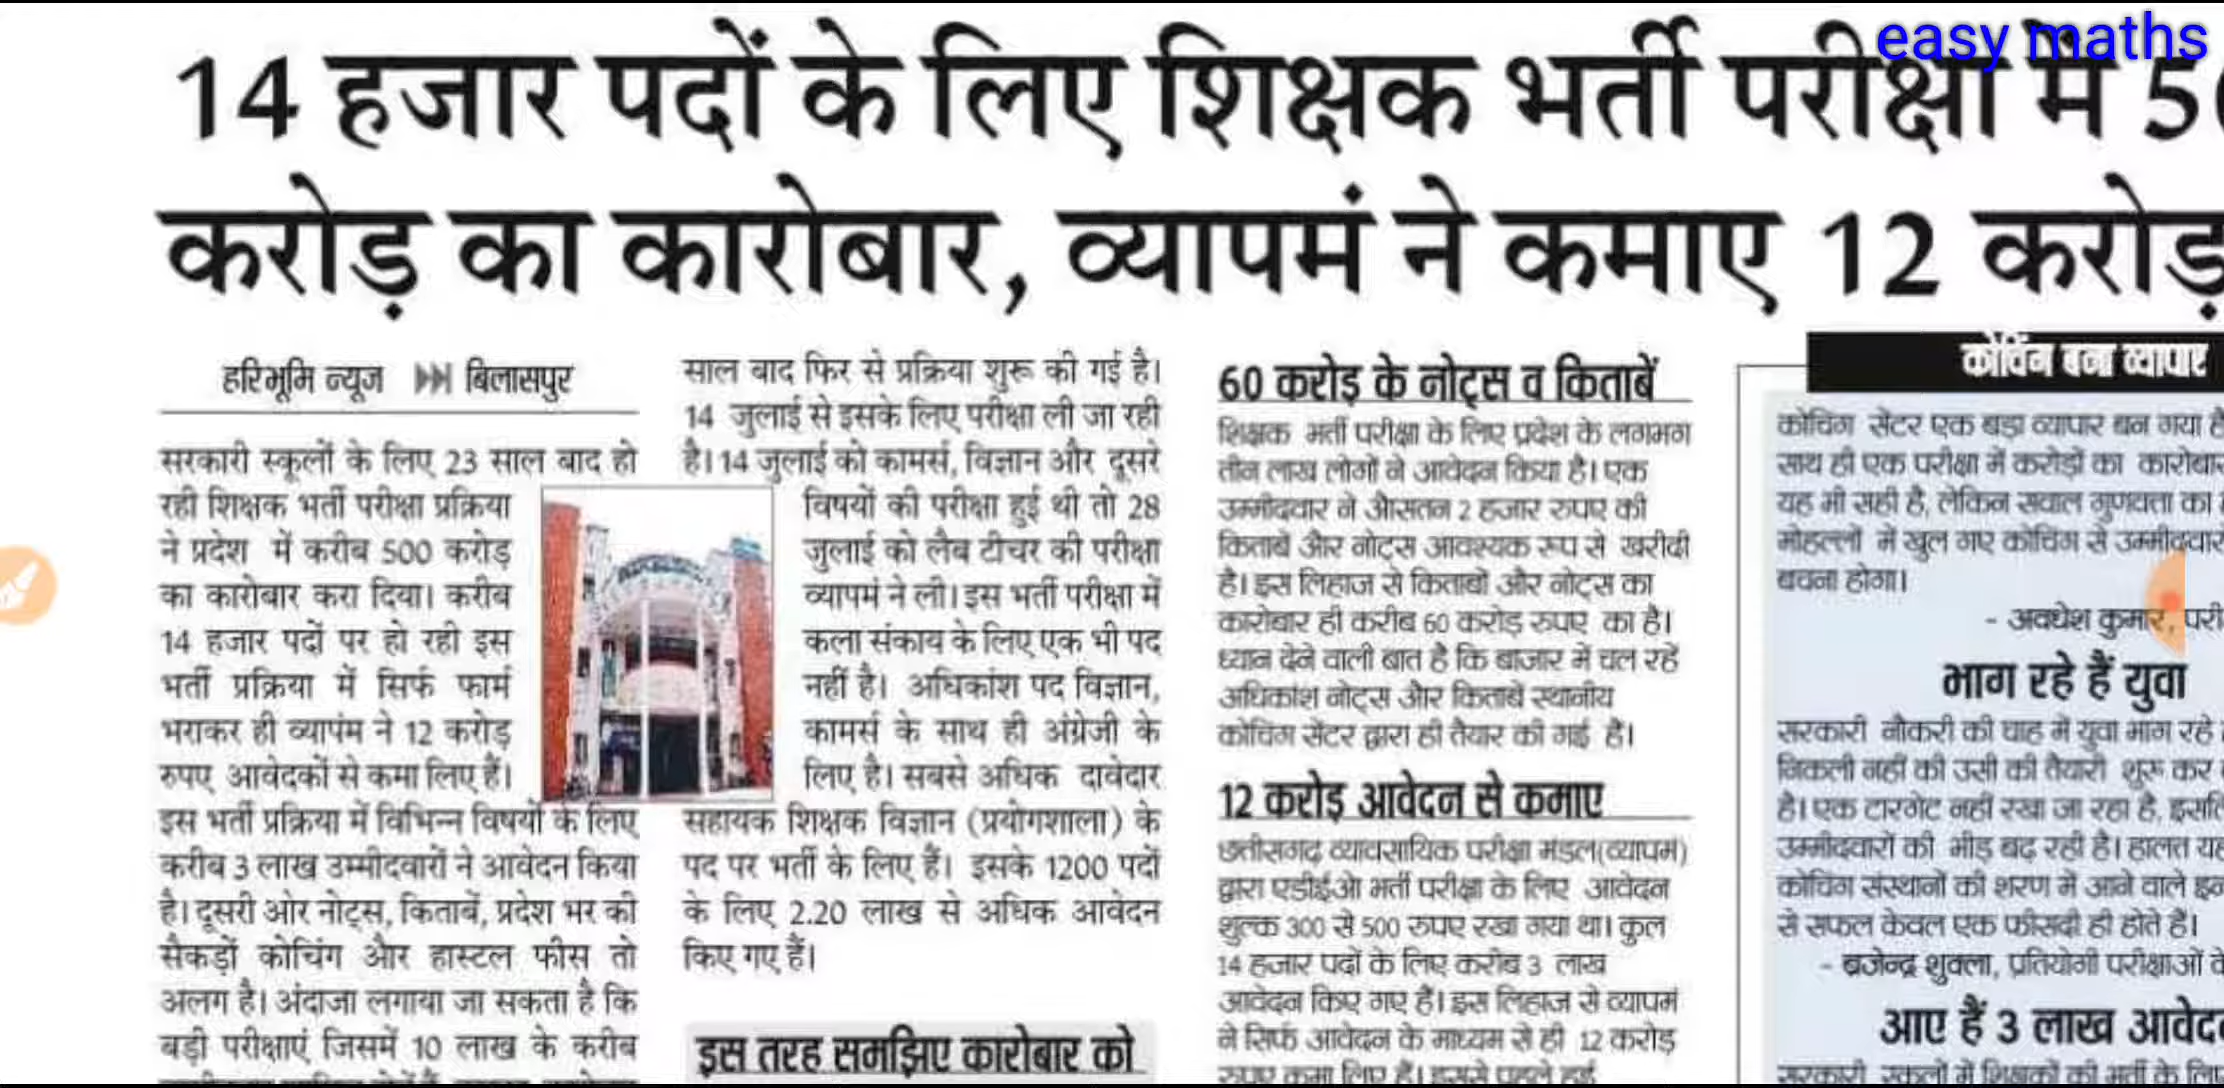 easy maths
14 हजार पदों के लिए शिक्षक भर्ती परीक्षा में
करोड़ का कारोबार, व्यापमं ने कमाए 12 करोड़
हरिभूमि न्यूज बिलासपुर
सरकारी स्कूलों के लिए 23 साल बाद हो
रही शिक्षक भर्ती परीक्षा प्रक्रिया
ने प्रदेश में करीब 500 करोड़
का कारोबार करा दिया। करीब
14 हजार पदों पर हो रही इस
भर्ती प्रक्रिया में सिर्फ फार्म
भराकर ही व्यापंम ने 12 करोड़
रुपए आवेदकों से कमा लिए हैं।
इस भर्ती प्रक्रिया में विभिन्न विषयों के लिए
करीब 3 लाख उम्मीदवारों ने आवेदन किया
है। दूसरी ओर नोट्स, किताबें, प्रदेश भर की
सैकड़ों कोचिंग और हास्टल फीस तो
अलग है। अंदाजा लगाया जा सकता है कि
बड़ी परीक्षाएं जिसमें 10 लाख के करीब
साल बाद फिर से प्रक्रिया शुरू की गई है।
14 जुलाई से इसके लिए परीक्षा ली जा रही
है। 14 जुलाई को कामर्स, विज्ञान और दूसरे
विषयों की परीक्षा हुई थी तो 28
जुलाई को लैब टीचर की परीक्षा
व्यापमं ने ली। इस भर्ती परीक्षा में
कला संकाय के लिए एक भी पद
नहीं है। अधिकांश पद विज्ञान,
कामर्स के साथ ही अंग्रेजी के
लिए है। सबसे अधिक दावेदार
सहायक शिक्षक विज्ञान (प्रयोगशाला) के
पद पर भर्ती के लिए हैं। इसके 1200 पदों
के लिए 2.20 लाख से अधिक आवेदन
किए गए हैं।
इस तरह समझिए कारोबार को
60 करोड़ के नोट्स व किताबें
शिक्षक भर्ती परीक्षा के लिए प्रदेश के लगभग
तीन लाख लोगों ने आवेदन किया है। एक
उम्मीदवार ने औसतन 2 हजार रुपए की
किताबें और नोट्स आवश्यक रूप से खरीदी
है। इस लिहाज से किताबों और नोट्स का
कारोबार ही करीब 60 करोड़ रुपए का है।
ध्यान देने वाली बात है कि बाजार में चल रहें
अधिकांश नोट्स और किताबें स्थानीय
कोचिंग सेंटर द्वारा ही तैयार की गई हैं।
12 करोड़ आवेदन से कमाए
छत्तीसगढ़ व्यावसायिक परीक्षा मंडल(व्यापमं)
द्वारा एडीईओ भर्ती परीक्षा के लिए आवेदन
शुल्क 300 से 500 रुपए रखा गया था। कुल
14 हजार पदों के लिए करीब 3 लाख
आवेदन किए गए हैं। इस लिहाज से व्यापमं
ने सिर्फ आवेदन के माध्यम से ही 12 करोड़
रुपए कमा लिए हैं। इससे पहले हुई
कोचिंग बना व्यापार
कोचिंग सेंटर एक बड़ा व्यापार बन गया है
साथ ही एक परीक्षा में करोड़ों का कारोबार
यह भी सही है, लेकिन सवाल गुणवत्ता का
मोहल्लों में खुल गए कोचिंग से उम्मीदवार
बचना होगा।
- अवधेश कुमार,
भाग रहे हैं युवा
सरकारी नौकरी की चाह में युवा भाग रहे
निकली नहीं की उसी की तैयारी शुरू कर
है। एक टारगेट नहीं रखा जा रहा है,
उम्मीदवारों की भीड़ बढ़ रही है। हालत
कोचिंग संस्थानों की शरण में आने वाले
से सफल केवल एक फीसदी ही होते हैं।
- ब्रजेन्द्र शुक्ला, प्रतियोगी परीक्षाओं
आए हैं 3 लाख
सरकारी स्कूलों में शिक्षकों की भर्ती के